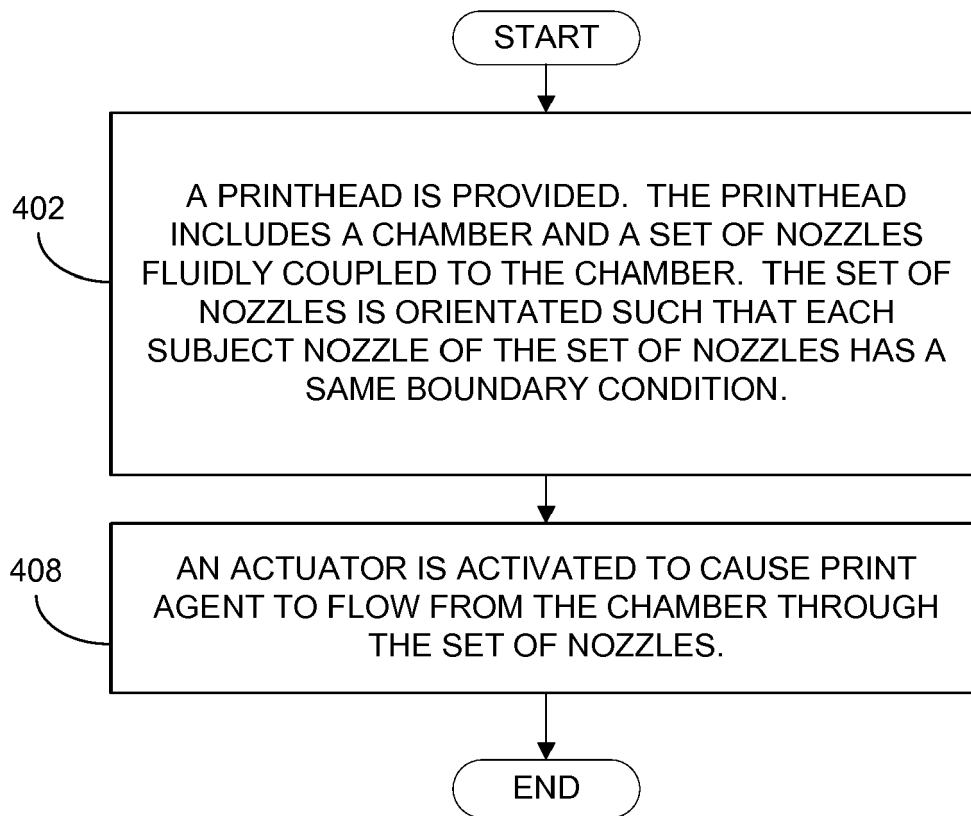 START
402
A PRINTHEAD IS PROVIDED. THE PRINTHEAD
INCLUDES A CHAMBER AND A SET OF NOZZLES
FLUIDLY COUPLED TO THE CHAMBER. THE SET OF
NOZZLES IS ORIENTATED SUCH THAT EACH
SUBJECT NOZZLE OF THE SET OF NOZZLES HAS A
SAME BOUNDARY CONDITION.
408
AN ACTUATOR IS ACTIVATED TO CAUSE PRINT
AGENT TO FLOW FROM THE CHAMBER THROUGH
THE SET OF NOZZLES.
END